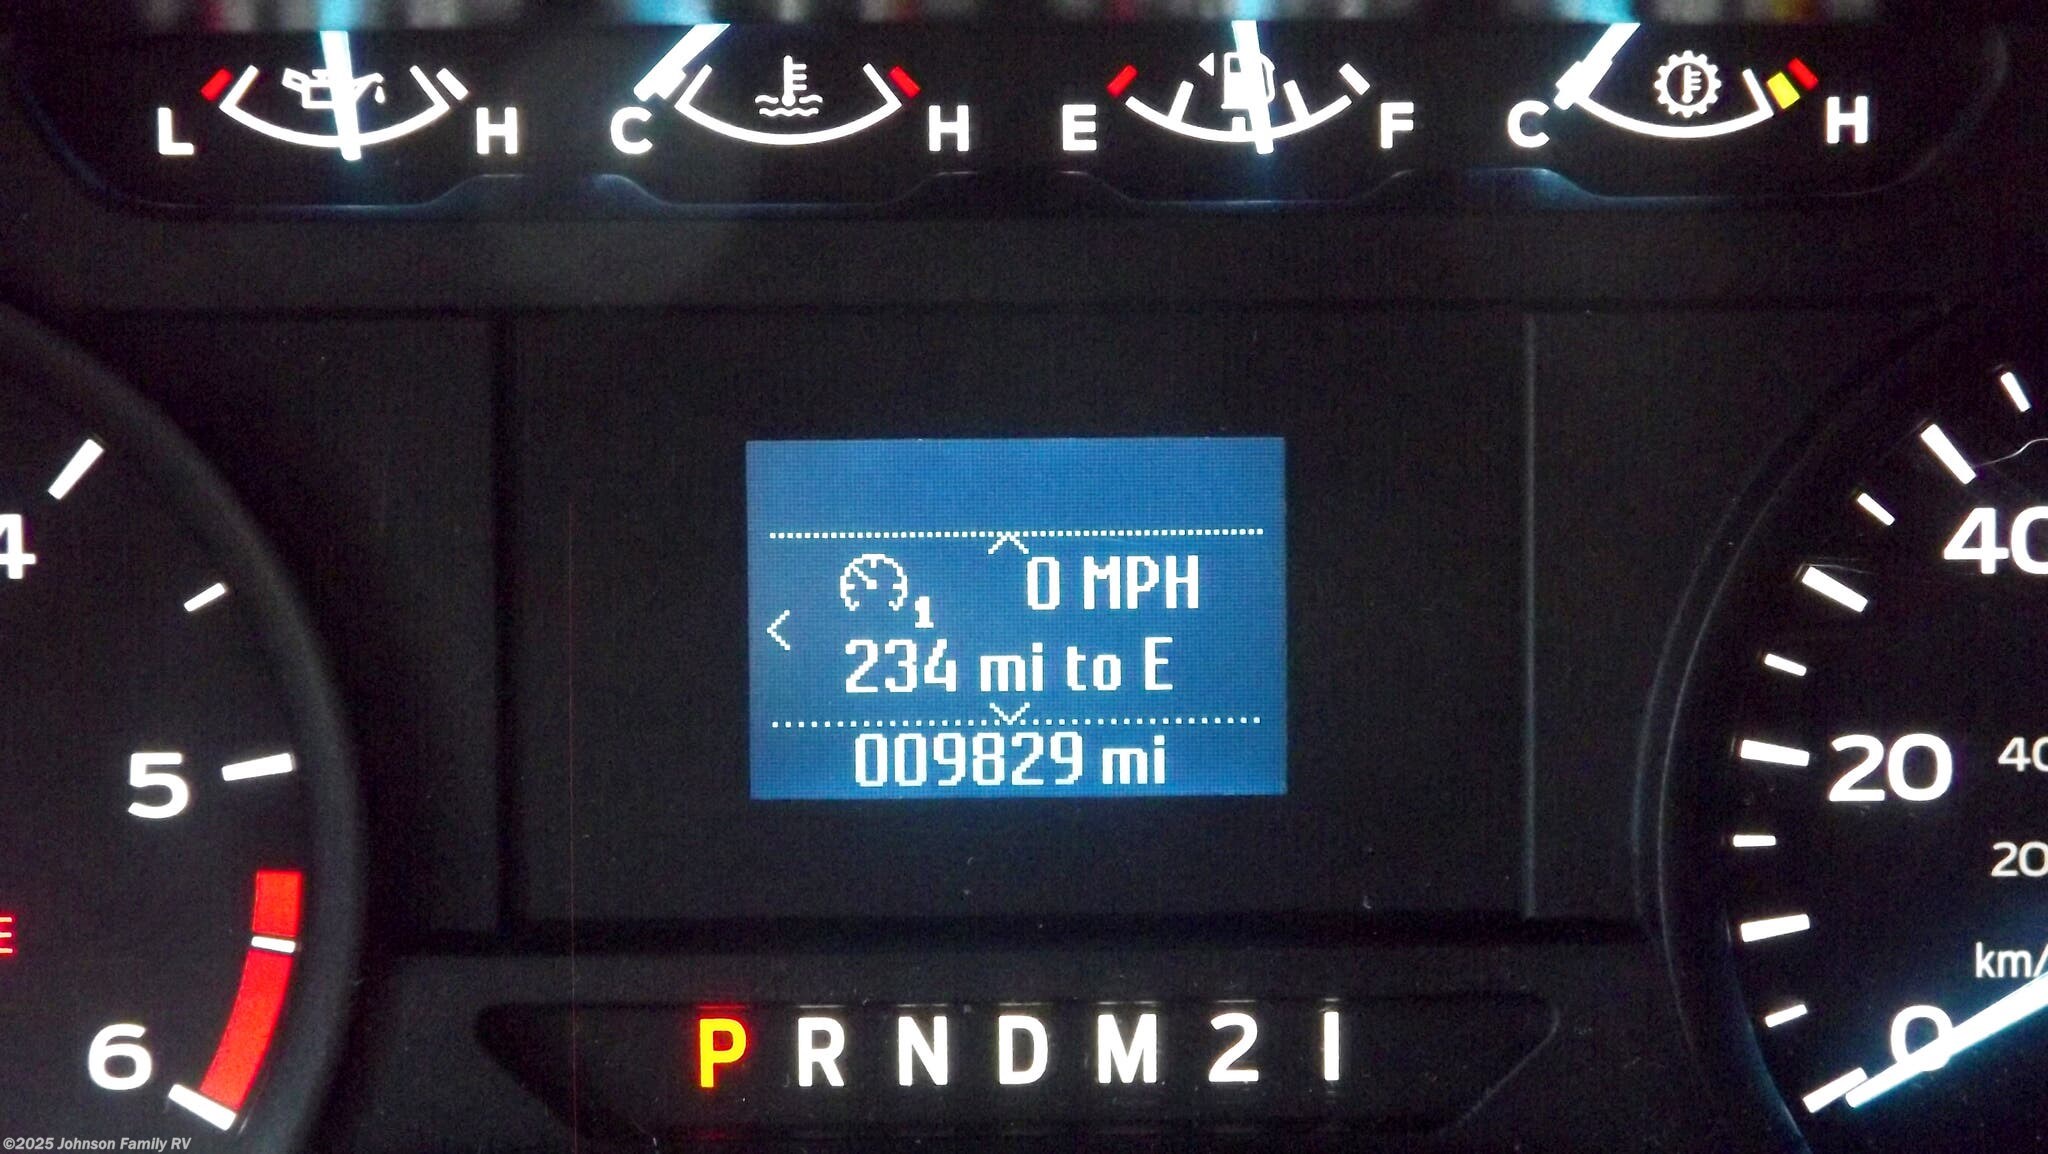 L H C H E F C H
0 MPH
1
234 mi to E
009829 mi
4
5
6
40
20
40
20
km/
0
P R N D M 2 1
©2025 Johnson Family RV